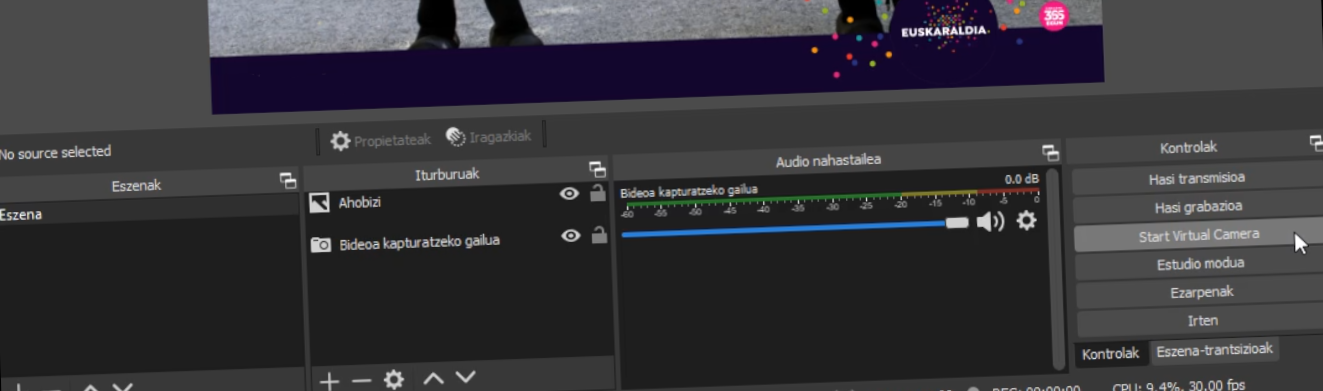 EUSKARALDIA
365
EGUN
No source selected
Propietateak
Iragazkiak
Eszenak
Iturburuak
Audio nahastailea
Kontrolak
Eszena
Ahobizi
Bideoa kapturatzeko gailua
Bideoa kapturatzeko gailua
0.0 dB
-60 -55 -50 -45 -40 -35 -30 -25 -20 -15 -10 -5 0
Hasi transmisioa
Hasi grabazioa
Start Virtual Camera
Estudio modua
Ezarpenak
Irten
Kontrolak
Eszena-trantsizioak
REC: 00:00:00
CPU: 9.4%, 30.00 fps